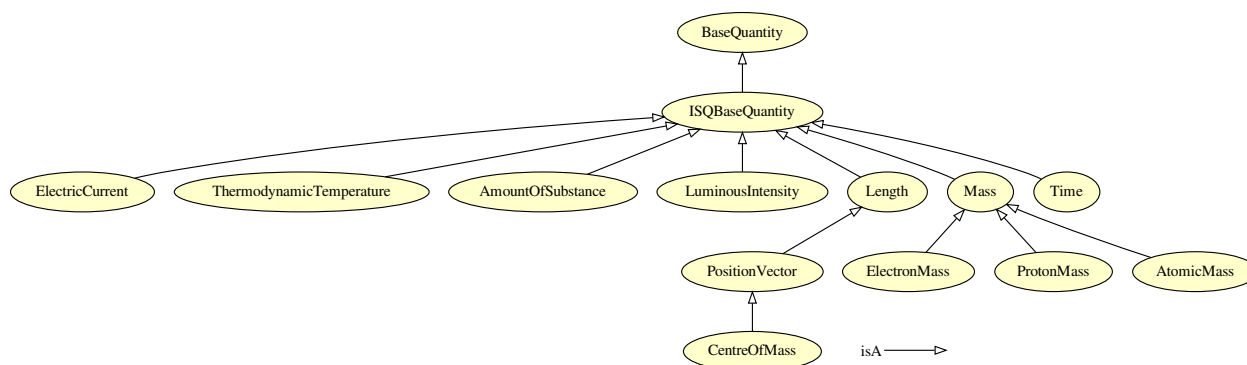 BaseQuantity
ISQBaseQuantity
ElectricCurrent
ThermodynamicTemperature
AmountOfSubstance
LuminousIntensity
Length
Mass
Time
PositionVector
ElectronMass
ProtonMass
AtomicMass
CentreOfMass
isA